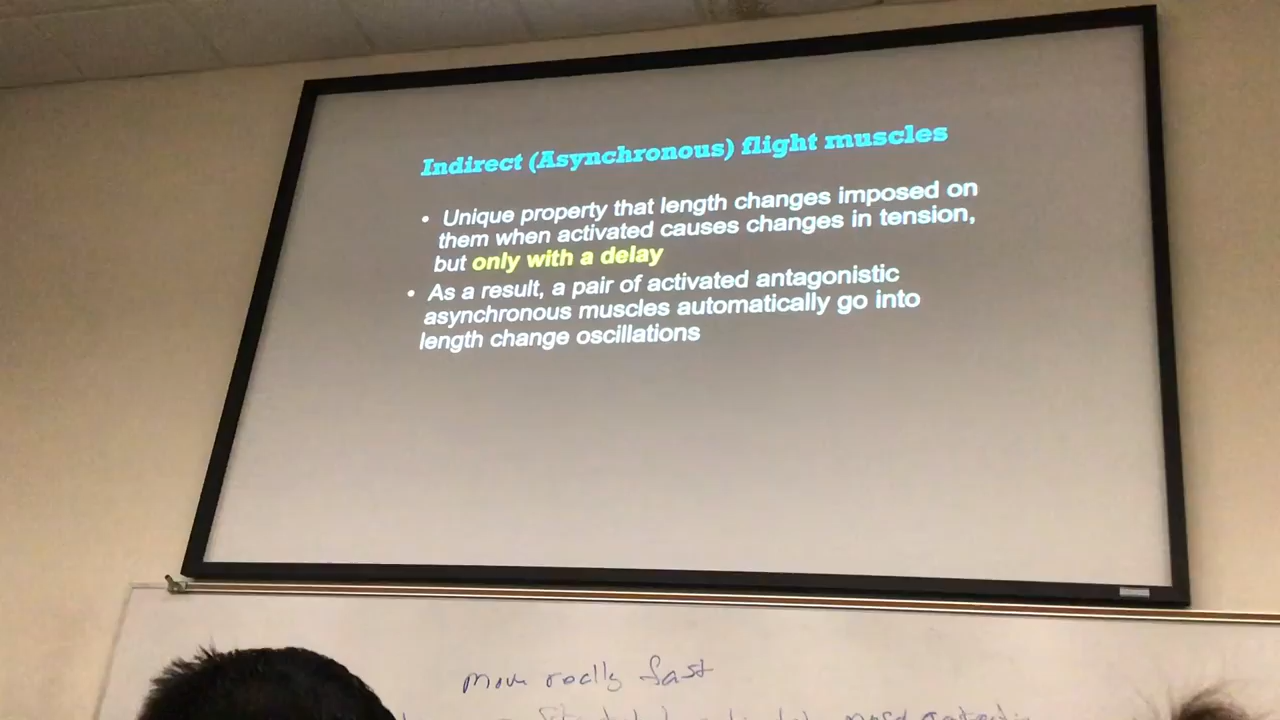 Indirect (Asynchronous) flight muscles
• Unique property that length changes imposed on
them when activated causes changes in tension,
but only with a delay
• As a result, a pair of activated antagonistic
asynchronous muscles automatically go into
length change oscillations
move really fast